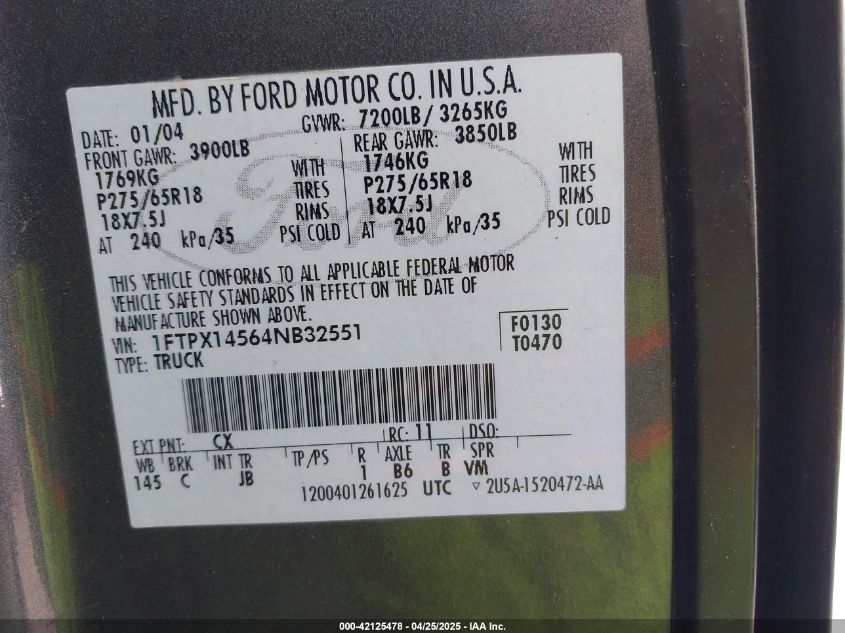 MFD. BY FORD MOTOR CO. IN U.S.A.
DATE: 01/04 GVWR: 7200LB/ 3265KG
FRONT GAWR: 3900LB REAR GAWR: 3850LB
1769KG WITH 1746KG WITH
P275/65R18 TIRES P275/65R18 TIRES
18X7.5J RIMS 18X7.5J RIMS
AT 240 kPa/35 PSI COLD AT 240 kPa/35 PSI COLD
Ford
THIS VEHICLE CONFORMS TO ALL APPLICABLE FEDERAL MOTOR
VEHICLE SAFETY STANDARDS IN EFFECT ON THE DATE OF
MANUFACTURE SHOWN ABOVE.
VIN: 1FTPX14564NB32551 F0130
TYPE: TRUCK T0470
EXT PNT: CX RC: 11 DSO:
WB BRK INT TR TP/PS R AXLE TR SPR
145 C JB 1 B6 B VM
1200401261625 UTC ▽ 2U5A-1520472-AA
000-42125478 - 04/25/2025 - IAA Inc.